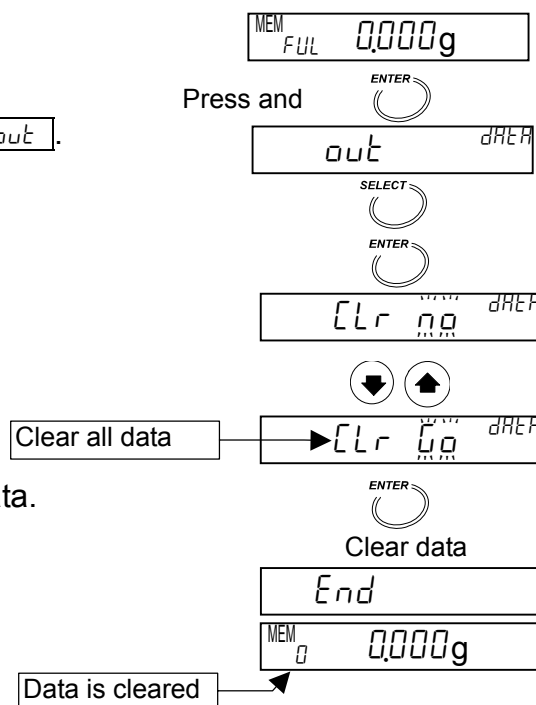 MEM FUL 0.000g
ENTER
Press and
out .
out dAtA
SELECT
ENTER
CLr no dAtA
Clear all data
CLr Go dAtA
ta.
ENTER
Clear data
End
MEM 0 0.000g
Data is cleared